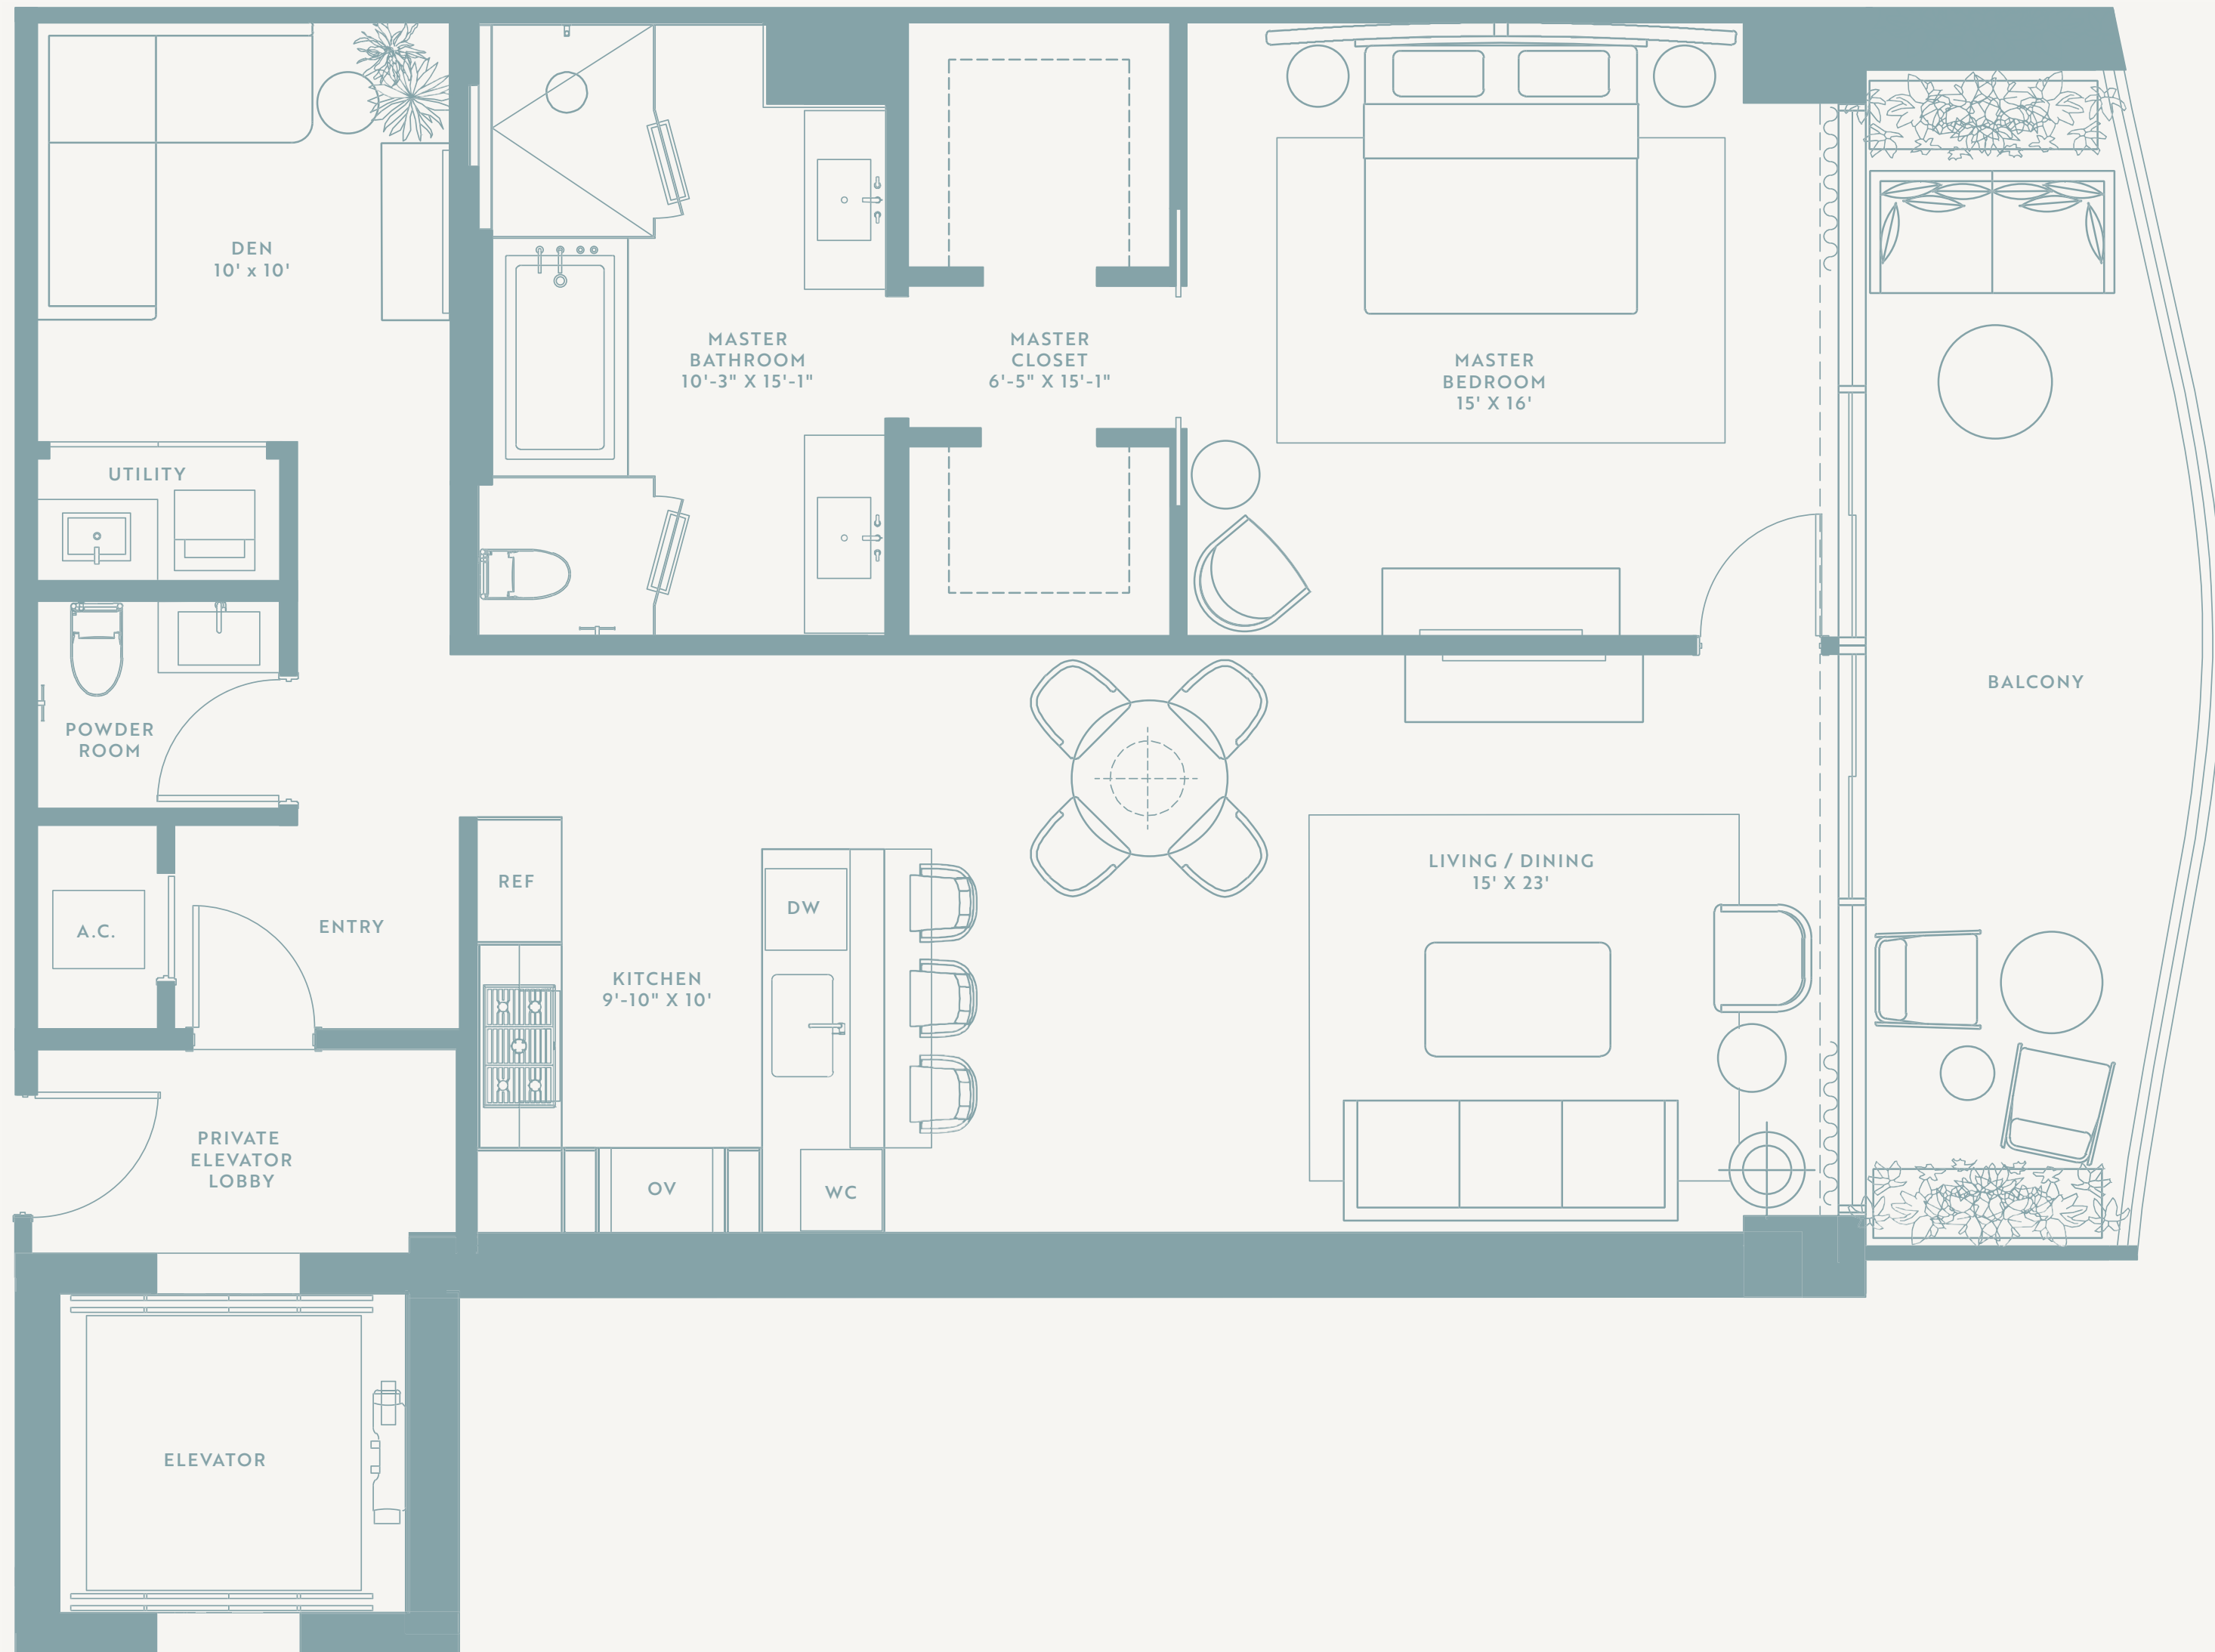 DEN
10' x 10'
MASTER
BATHROOM
10'-3" X 15'-1"
MASTER
CLOSET
6'-5" X 15'-1"
MASTER
BEDROOM
15' X 16'
UTILITY
BALCONY
POWDER
ROOM
LIVING / DINING
15' X 23'
REF
DW
A.C.
ENTRY
KITCHEN
9'-10" X 10'
PRIVATE
ELEVATOR
LOBBY
OV
WC
ELEVATOR